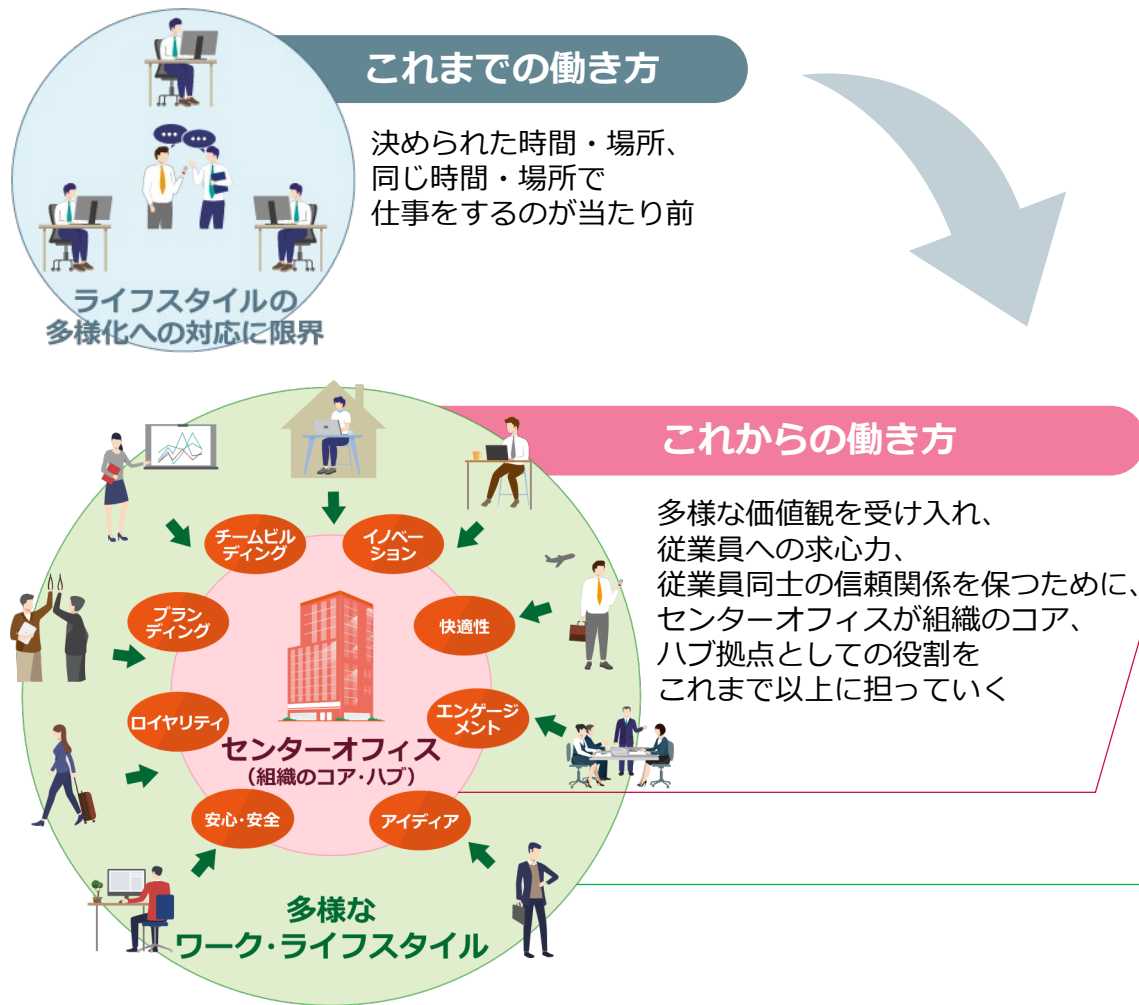 これまでの働き方
決められた時間・場所、
同じ時間・場所で
仕事をするのが当たり前
ライフスタイルの
多様化への対応に限界
これからの働き方
多様な価値観を受け入れ、
従業員への求心力、
従業員同士の信頼関係を保つために、
センターオフィスが組織のコア、
ハブ拠点としての役割を
これまで以上に担っていく
チームビル
ディング
イノベー
ション
ブラン
ディング
快適性
ロイヤリティ
エンゲージ
メント
センターオフィス
（組織のコア・ハブ）
安心・安全
アイディア
多様な
ワーク・ライフスタイル